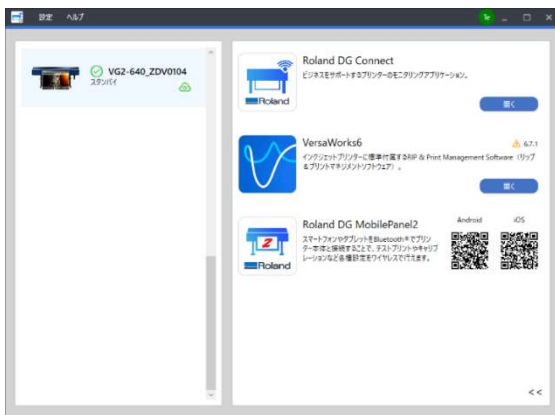 設定 ヘルプ
Te
VG2-640_ZDV0104
スタンバイ
Roland DG Connect
ビジネスをサポートするプリンターのモニタリングアプリケーション。
Roland
開く
VersaWorks6
6.7.1
インクジェットプリンターに標準付属するRIP & Print Management Software（リップ
&プリントマネジメントソフトウェア）。
開く
Roland DG MobilePanel2
Android
iOS
スマートフォンやタブレットをBluetooth®でプリン
ター本体と接続することで、テストプリントやキャリブ
レーションなど各種設定をワイヤレスで行えます。
2
Roland
<<